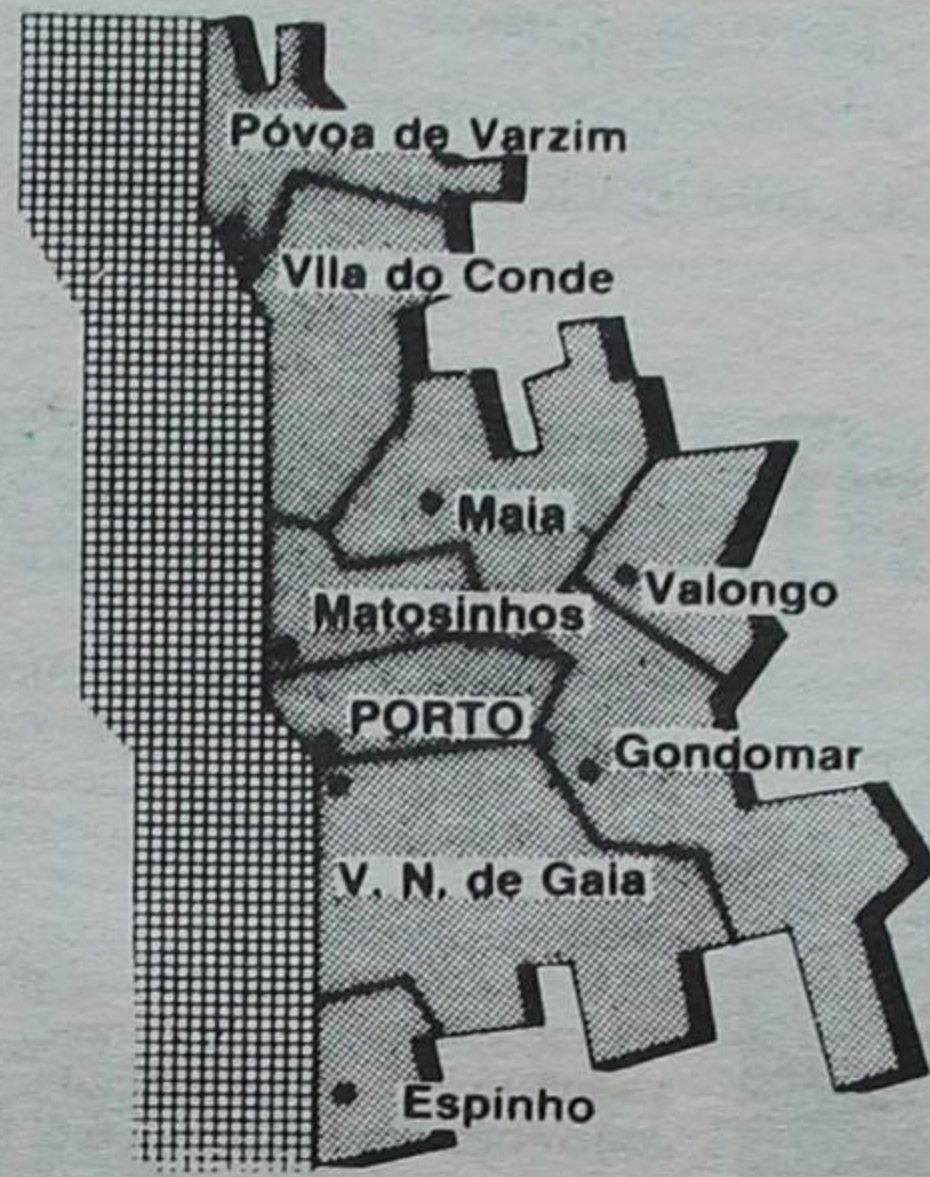 Póvoa de Varzim
Vila do Conde
Maia
Valongo
Matosinhos
PORTO
Gondomar
V. N. de Gaia
Espinho